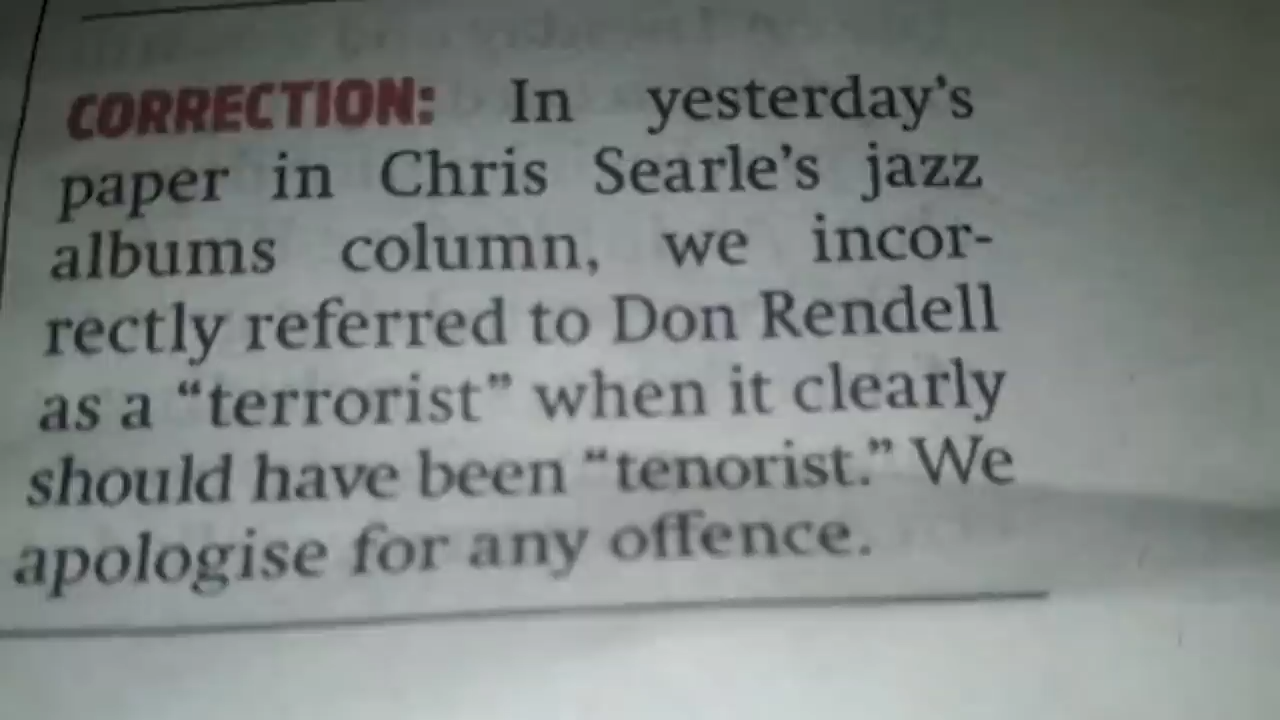 CORRECTION: In yesterday's
paper in Chris Searle's jazz
albums column, we incor-
rectly referred to Don Rendell
as a “terrorist” when it clearly
should have been “tenorist.” We
apologise for any offence.